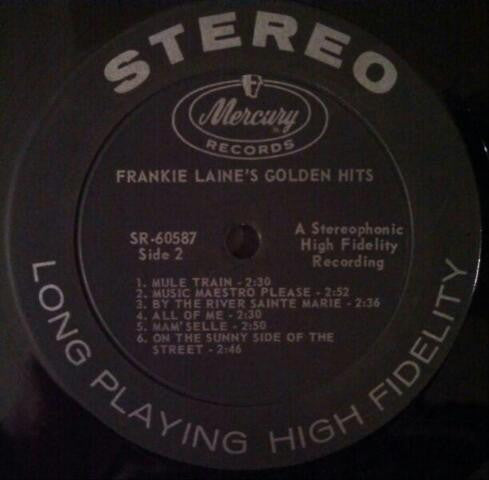 STEREO
Mercury
RECORDS
FRANKIE LAINE'S GOLDEN HITS
SR-60587
Side 2
A Stereophonic
High Fidelity
Recording
1. MULE TRAIN - 2:30
2. MUSIC MAESTRO PLEASE - 2:52
3. BY THE RIVER SAINTE MARIE - 2:36
4. ALL OF ME - 2:30
5. MAM'SELLE - 2:50
6. ON THE SUNNY SIDE OF THE
STREET - 2:46
LONG PLAYING HIGH FIDELITY